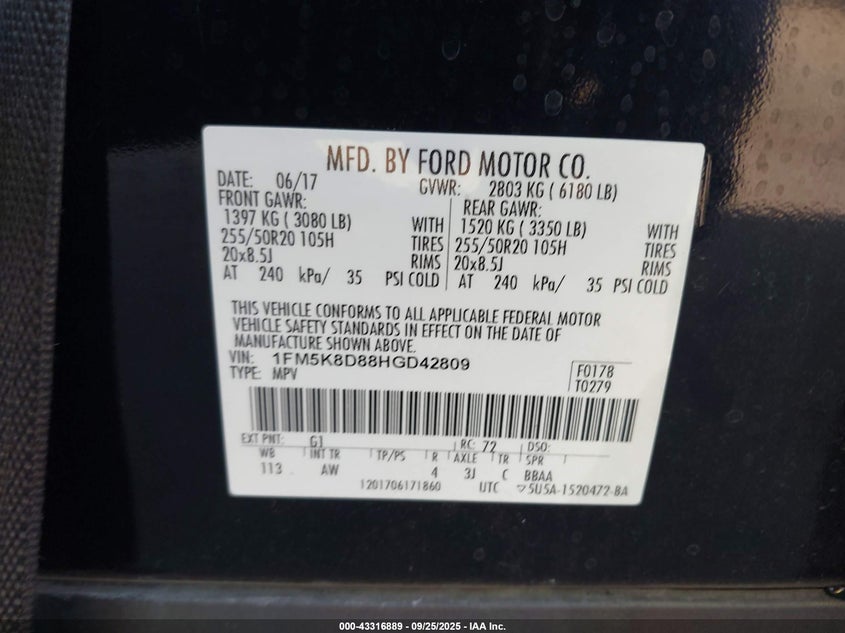 MFD. BY FORD MOTOR CO.
DATE: 06/17 GVWR: 2803 KG ( 6180 LB)
FRONT GAWR: REAR GAWR:
1397 KG ( 3080 LB) WITH 1520 KG ( 3350 LB) WITH
255/50R20 105H TIRES 255/50R20 105H TIRES
20x8.5J RIMS 20x8.5J RIMS
AT 240 kPa/ 35 PSI COLD AT 240 kPa/ 35 PSI COLD
THIS VEHICLE CONFORMS TO ALL APPLICABLE FEDERAL MOTOR
VEHICLE SAFETY STANDARDS IN EFFECT ON THE DATE OF
MANUFACTURE SHOWN ABOVE.
VIN: 1FM5K8D88HGD42809
TYPE: MPV
F0178
T0279
EXT PNT: G1 RC: 72 DSO:
WB INT TR TP/PS R AXLE TR SPR
113 AW 4 3J C BBAA
1201706171860 UTC ▽5U5A-1520472-BA
000-43316889 - 09/25/2025 - IAA Inc.